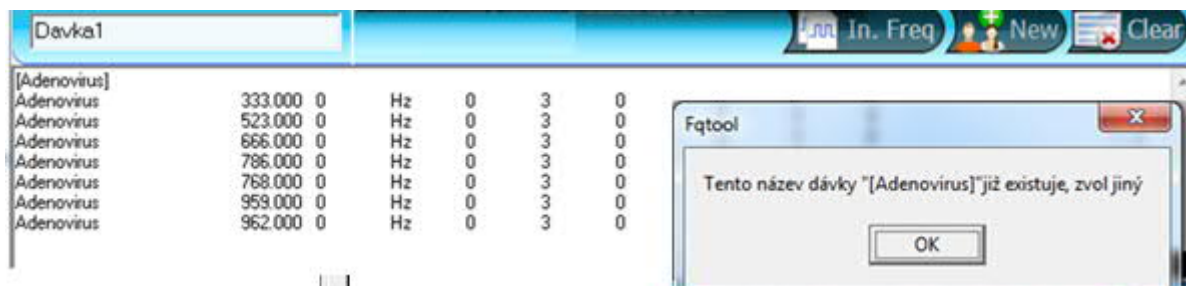 Davka1
In. Freq New Clear
[Adenovirus]
Adenovirus 333.000 0 Hz 0 3 0
Adenovirus 523.000 0 Hz 0 3 0
Adenovirus 666.000 0 Hz 0 3 0
Adenovirus 786.000 0 Hz 0 3 0
Adenovirus 768.000 0 Hz 0 3 0
Adenovirus 959.000 0 Hz 0 3 0
Adenovirus 962.000 0 Hz 0 3 0
Fqtool
Tento název dávky "[Adenovirus]"již existuje, zvol jiný
OK